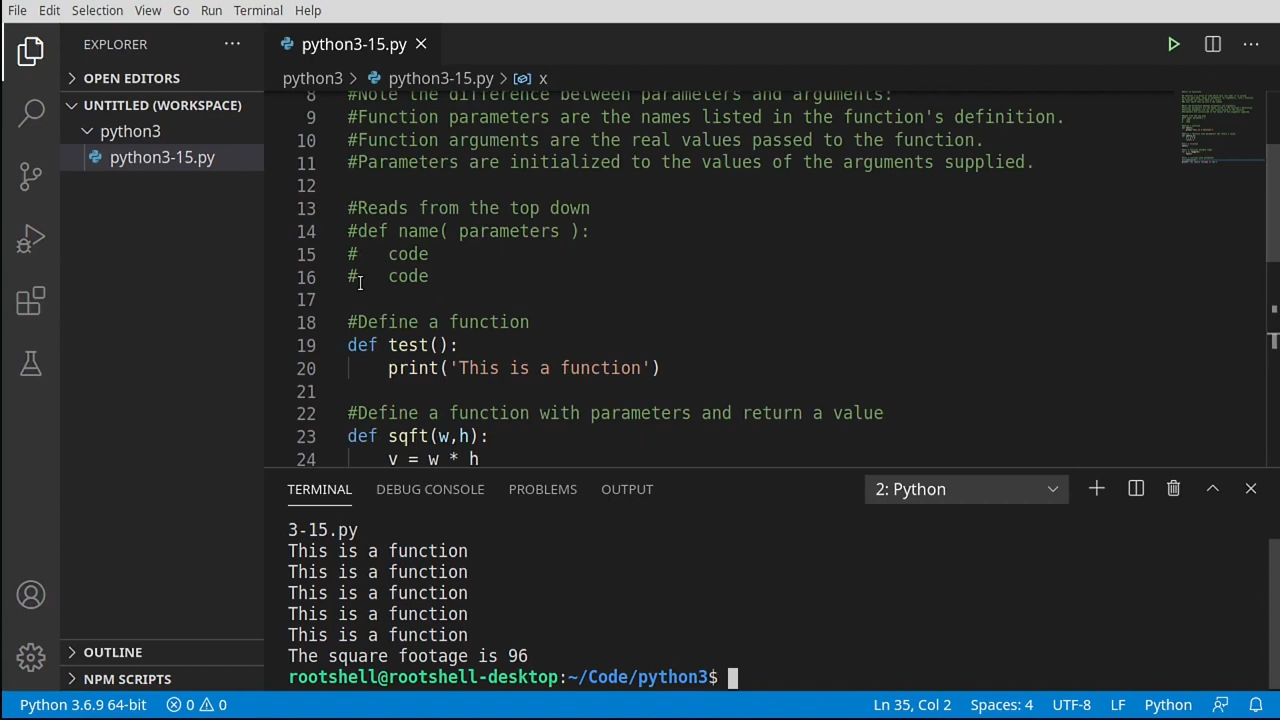 File Edit Selection View Go Run Terminal Help
EXPLORER ···
python3-15.py ×
OPEN EDITORS
python3 > python3-15.py > x
UNTITLED (WORKSPACE)
python3
python3-15.py
8 #Note the difference between parameters and arguments:
9 #Function parameters are the names listed in the function's definition.
10 #Function arguments are the real values passed to the function.
11 #Parameters are initialized to the values of the arguments supplied.
12
13 #Reads from the top down
14 #def name( parameters ):
15 #   code
16 #   code
17
18 #Define a function
19 def test():
20     print('This is a function')
21
22 #Define a function with parameters and return a value
23 def sqft(w,h):
24     v = w * h
TERMINAL DEBUG CONSOLE PROBLEMS OUTPUT 2: Python
3-15.py
This is a function
This is a function
This is a function
This is a function
This is a function
The square footage is 96
rootshell@rootshell-desktop:~/Code/python3$
OUTLINE
NPM SCRIPTS
Python 3.6.9 64-bit 0 0 Ln 35, Col 2 Spaces: 4 UTF-8 LF Python